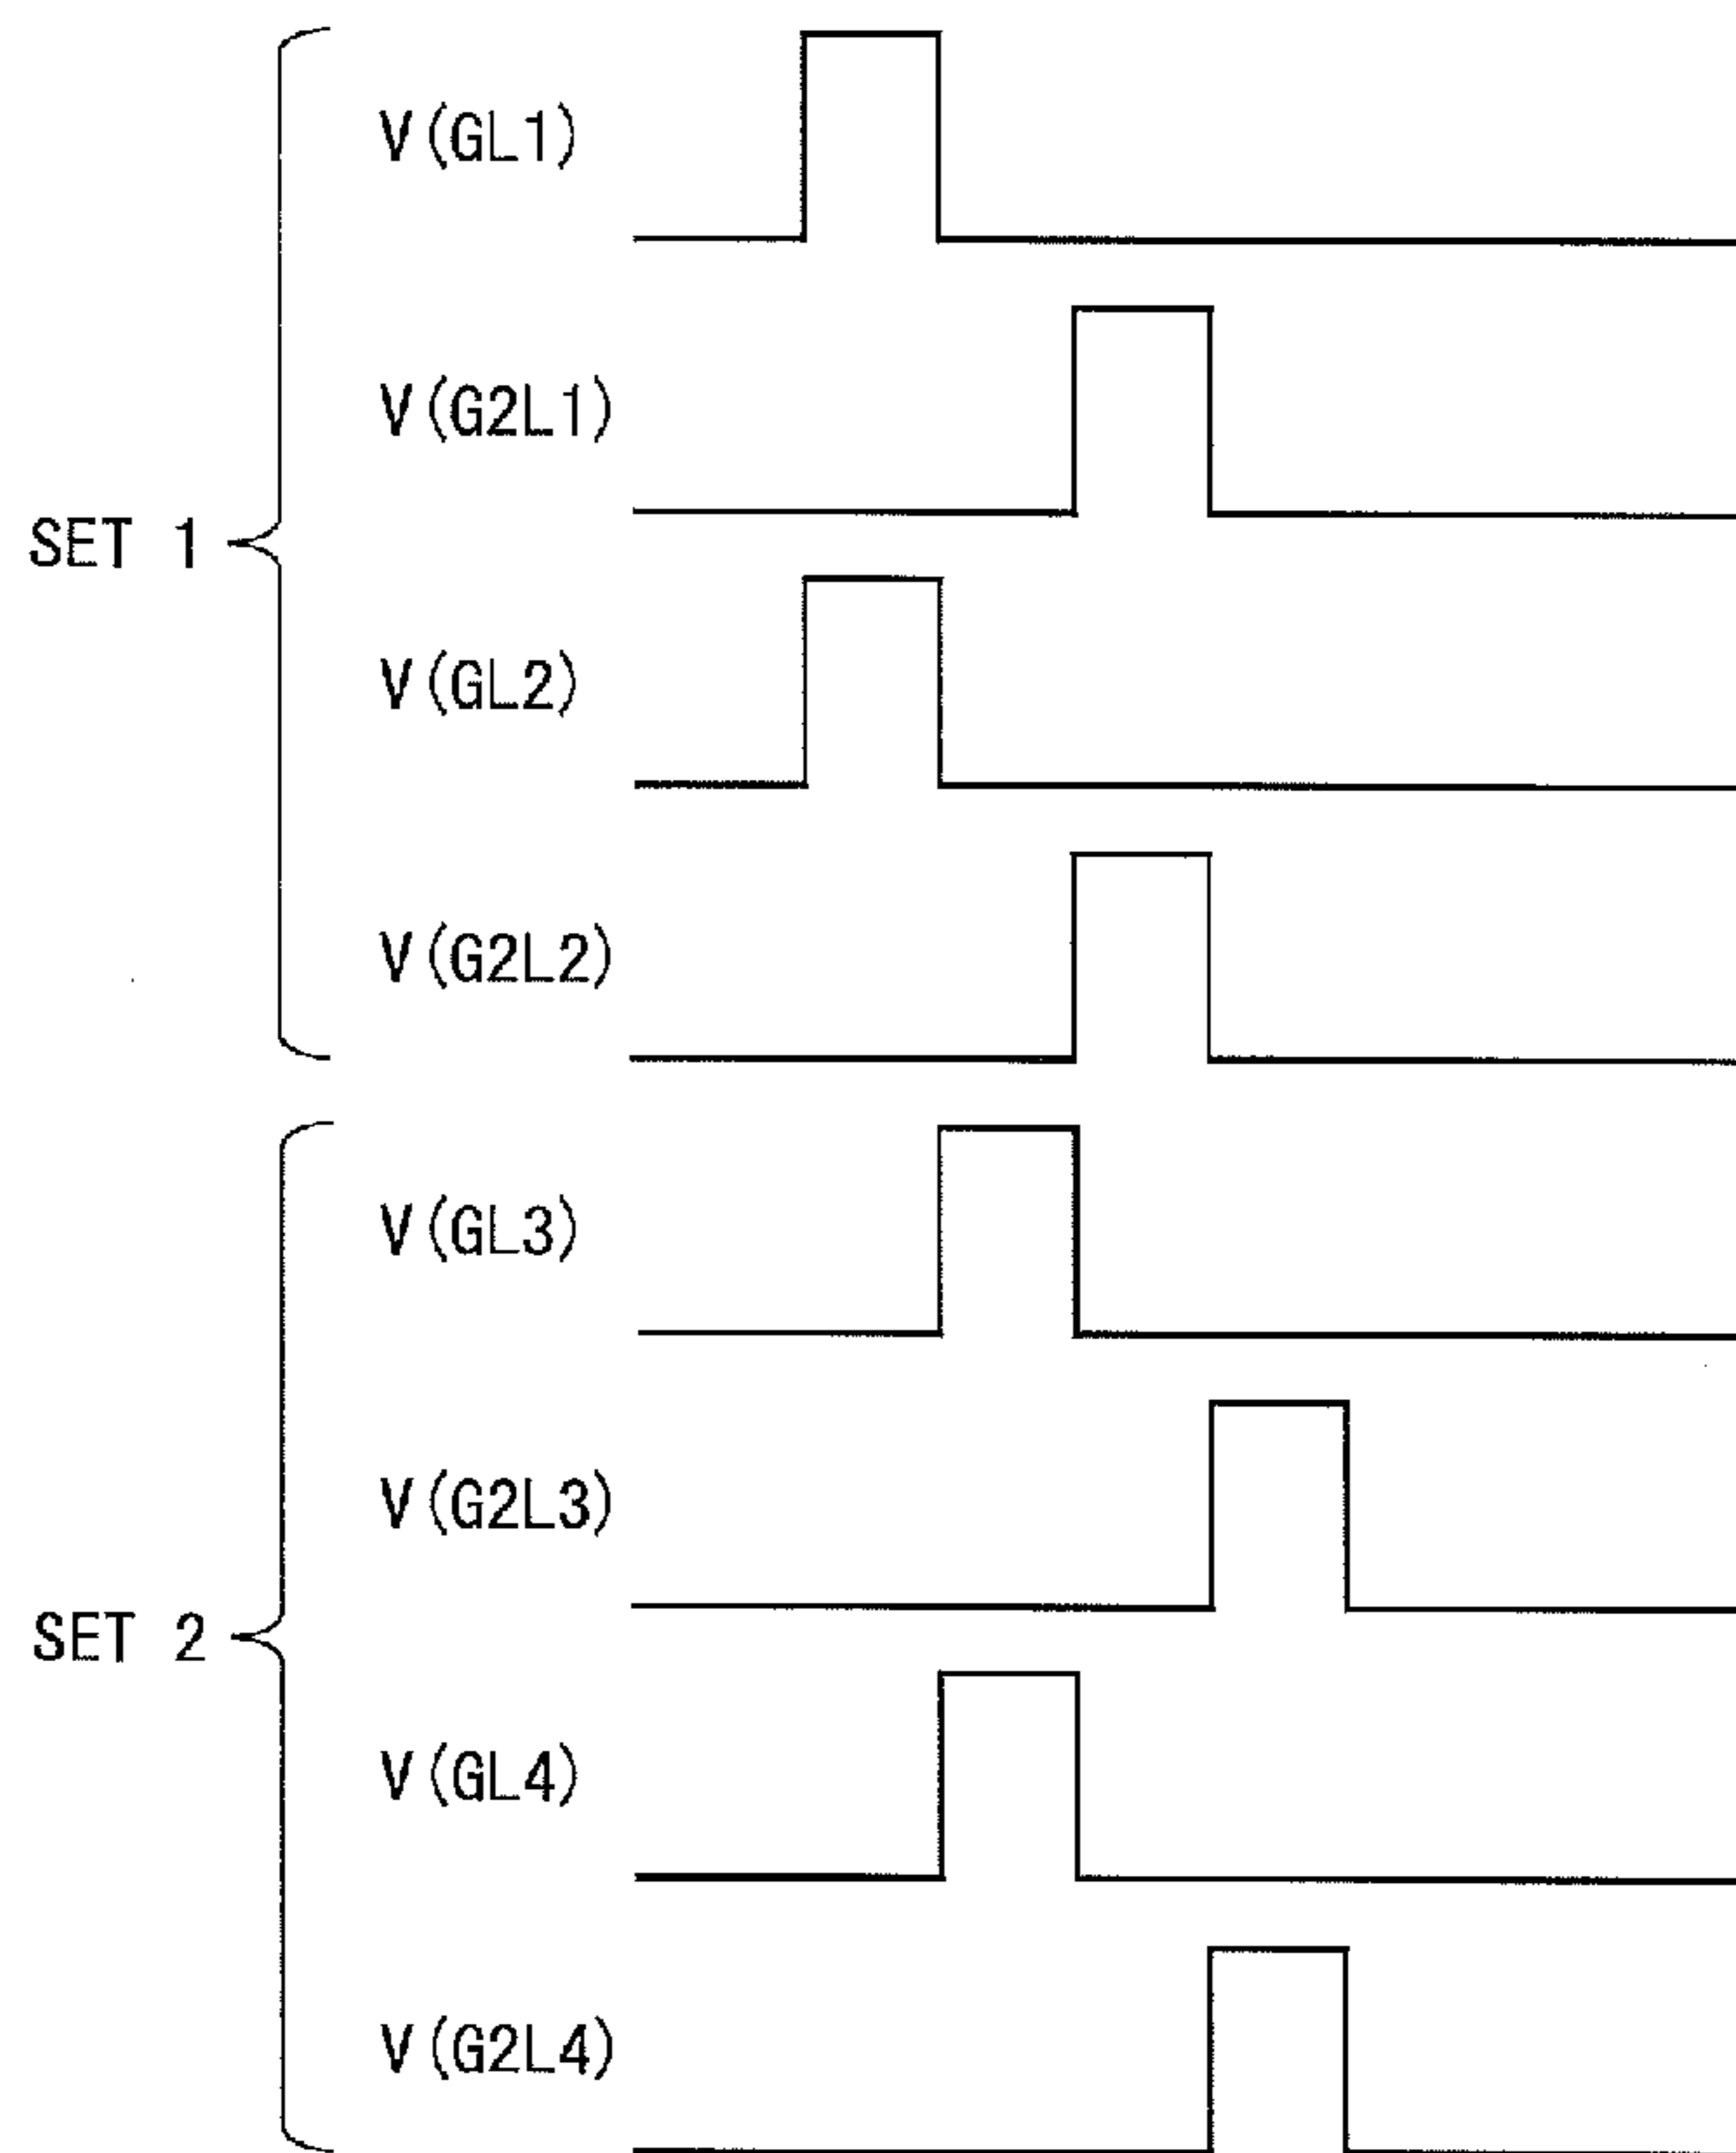 V(GL1)
V(G2L1)
SET 1
V(GL2)
V(G2L2)
V(GL3)
V(G2L3)
SET 2
V(GL4)
V(G2L4)